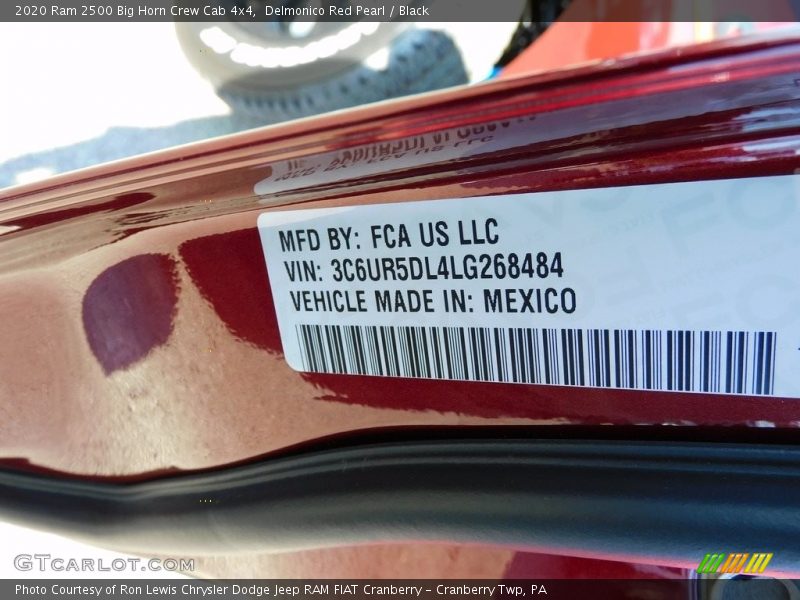 2020 Ram 2500 Big Horn Crew Cab 4x4, Delmonico Red Pearl / Black
MFD BY: FCA US LLC
VIN: 3C6UR5DL4LG268484
VEHICLE MADE IN: MEXICO
GTCARLOT.COM
Photo Courtesy of Ron Lewis Chrysler Dodge Jeep RAM FIAT Cranberry - Cranberry Twp, PA